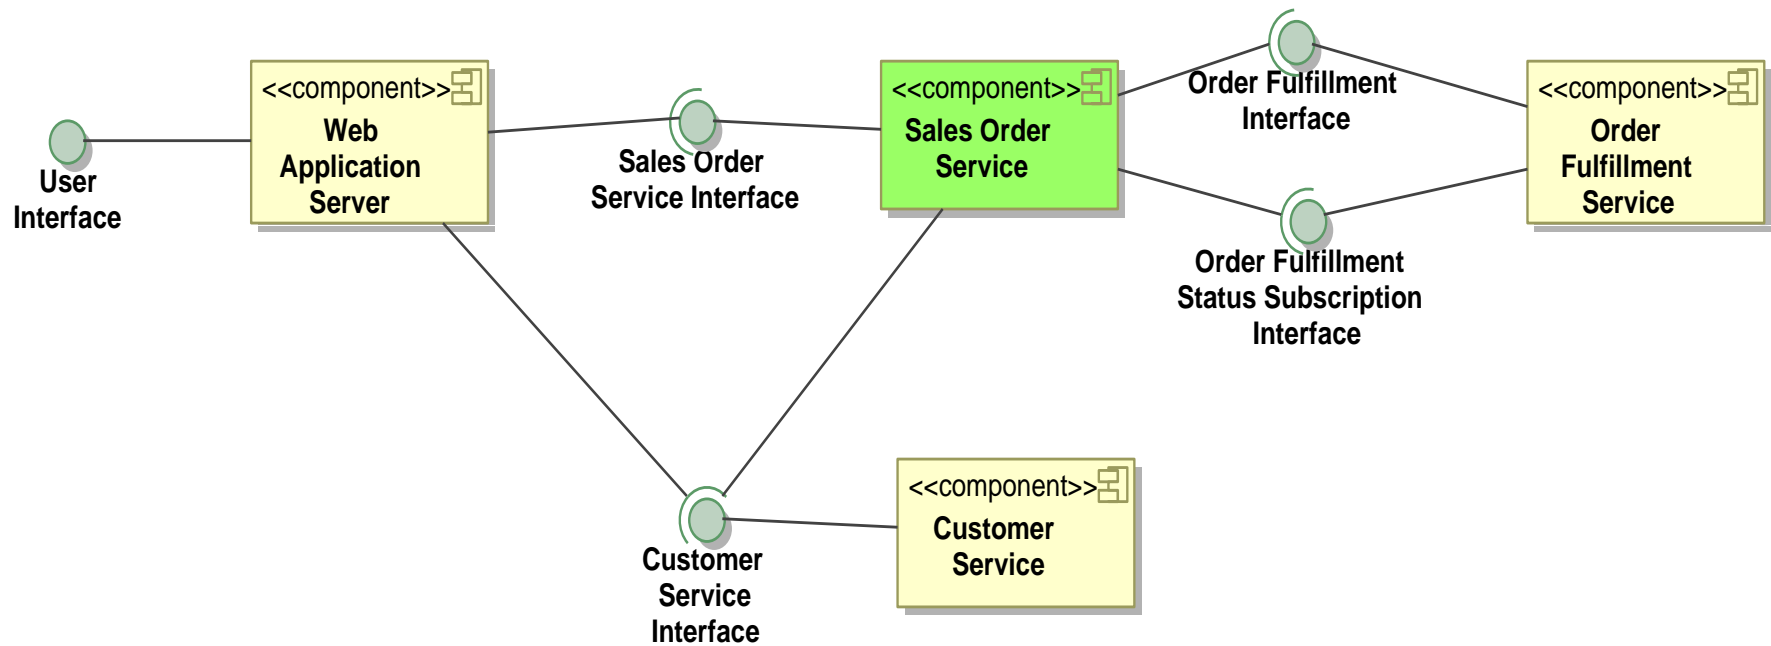 <<component>>
Web
Application
Server
User
Interface
Sales Order
Service Interface
<<component>>
Sales Order
Service
Order Fulfillment
Interface
<<component>>
Order
Fulfillment
Service
Order Fulfillment
Status Subscription
Interface
<<component>>
Customer
Service
Customer
Service
Interface